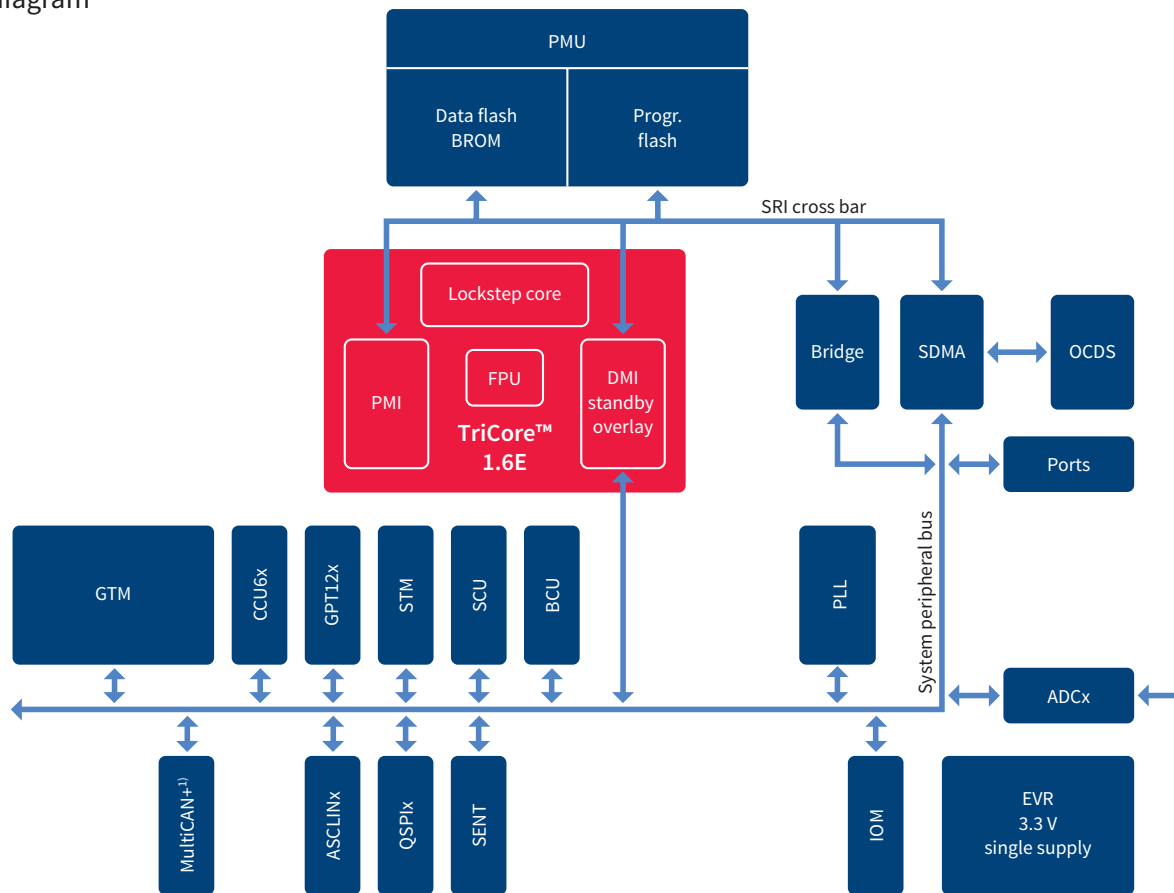 diagram
PMU
Data flash
BROM
Progr.
flash
SRI cross bar
Lockstep core
PMI
FPU
DMI
standby
overlay
TriCore™
1.6E
Bridge
SDMA
OCDS
Ports
System peripheral bus
GTM
CCU6x
GPT12x
STM
SCU
BCU
PLL
ADCx
MultiCAN+¹⁾
ASCLINx
QSPIx
SENT
IOM
EVR
3.3 V
single supply